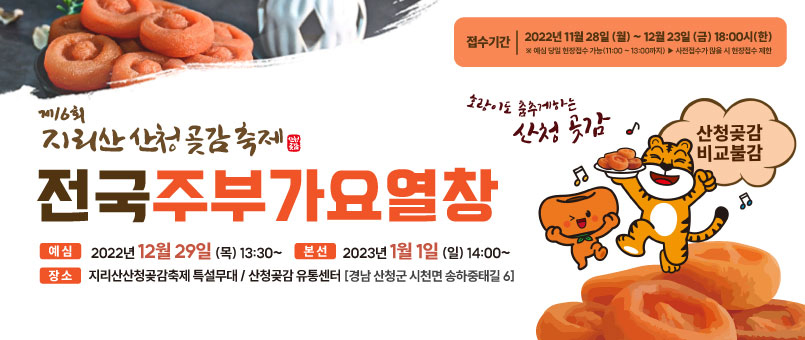 접수기간
2022년 11월 28일 (월) ~ 12월 23일 (금) 18:00시(한)
※ 예심 당일 현장접수 가능(11:00 ~ 13:00까지) ▶ 사전접수가 많을 시 현장접수 제한
제16회
지리산 산청 곶감 축제
호랑이도 춤추게하는
산청 곶감
산청곶감
비교불감
전국주부가요열창
예심 2022년 12월 29일 (목) 13:30~ 본선 2023년 1월 1일 (일) 14:00~
장소 지리산산청곶감축제 특설무대 / 산청곶감 유통센터 [경남 산청군 시천면 송하중태길 6]